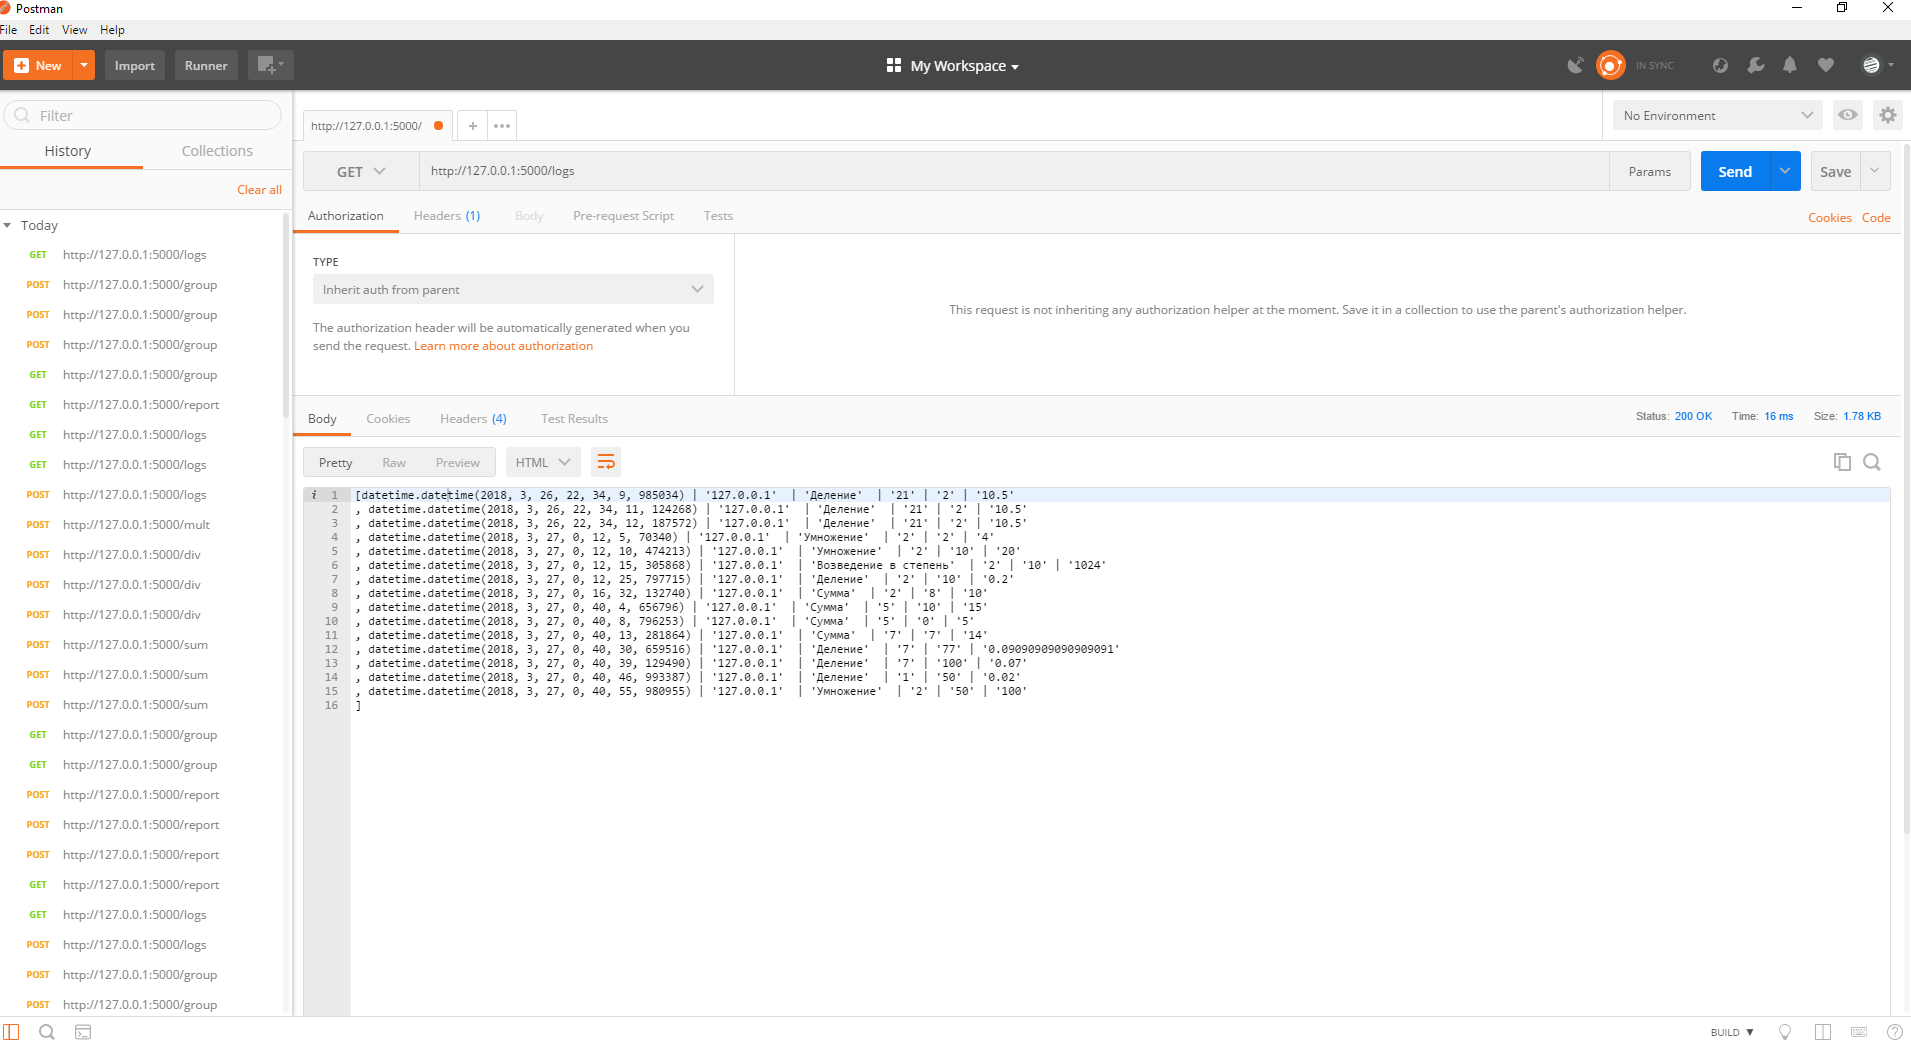 Postman
File Edit View Help
New Import Runner My Workspace IN SYNC
Filter
History Collections
Clear all
Today
GET http://127.0.0.1:5000/logs
POST http://127.0.0.1:5000/group
POST http://127.0.0.1:5000/group
POST http://127.0.0.1:5000/group
GET http://127.0.0.1:5000/group
GET http://127.0.0.1:5000/report
GET http://127.0.0.1:5000/logs
GET http://127.0.0.1:5000/logs
POST http://127.0.0.1:5000/logs
POST http://127.0.0.1:5000/mult
POST http://127.0.0.1:5000/div
POST http://127.0.0.1:5000/div
POST http://127.0.0.1:5000/div
POST http://127.0.0.1:5000/sum
POST http://127.0.0.1:5000/sum
POST http://127.0.0.1:5000/sum
GET http://127.0.0.1:5000/group
GET http://127.0.0.1:5000/group
POST http://127.0.0.1:5000/report
POST http://127.0.0.1:5000/report
POST http://127.0.0.1:5000/report
GET http://127.0.0.1:5000/report
GET http://127.0.0.1:5000/logs
POST http://127.0.0.1:5000/logs
POST http://127.0.0.1:5000/group
POST http://127.0.0.1:5000/group
http://127.0.0.1:5000/ + •••
No Environment
GET http://127.0.0.1:5000/logs Params Send Save
Authorization Headers (1) Body Pre-request Script Tests Cookies Code
TYPE
Inherit auth from parent
The authorization header will be automatically generated when you
send the request. Learn more about authorization
This request is not inheriting any authorization helper at the moment. Save it in a collection to use the parent's authorization helper.
Body Cookies Headers (4) Test Results Status: 200 OK Time: 16 ms Size: 1.78 KB
Pretty Raw Preview HTML
i 1 [datetime.datetime(2018, 3, 26, 22, 34, 9, 985034) | '127.0.0.1'  | 'Деление'  | '21' | '2' | '10.5'
2 , datetime.datetime(2018, 3, 26, 22, 34, 11, 124268) | '127.0.0.1'  | 'Деление'  | '21' | '2' | '10.5'
3 , datetime.datetime(2018, 3, 26, 22, 34, 12, 187572) | '127.0.0.1'  | 'Деление'  | '21' | '2' | '10.5'
4 , datetime.datetime(2018, 3, 27, 0, 12, 5, 70340) | '127.0.0.1'  | 'Умножение'  | '2' | '2' | '4'
5 , datetime.datetime(2018, 3, 27, 0, 12, 10, 474213) | '127.0.0.1'  | 'Умножение'  | '2' | '10' | '20'
6 , datetime.datetime(2018, 3, 27, 0, 12, 15, 305868) | '127.0.0.1'  | 'Возведение в степень'  | '2' | '10' | '1024'
7 , datetime.datetime(2018, 3, 27, 0, 12, 25, 797715) | '127.0.0.1'  | 'Деление'  | '2' | '10' | '0.2'
8 , datetime.datetime(2018, 3, 27, 0, 16, 32, 132740) | '127.0.0.1'  | 'Сумма'  | '2' | '8' | '10'
9 , datetime.datetime(2018, 3, 27, 0, 40, 4, 656796) | '127.0.0.1'  | 'Сумма'  | '5' | '10' | '15'
10 , datetime.datetime(2018, 3, 27, 0, 40, 8, 796253) | '127.0.0.1'  | 'Сумма'  | '5' | '0' | '5'
11 , datetime.datetime(2018, 3, 27, 0, 40, 13, 281864) | '127.0.0.1'  | 'Сумма'  | '7' | '7' | '14'
12 , datetime.datetime(2018, 3, 27, 0, 40, 30, 659516) | '127.0.0.1'  | 'Деление'  | '7' | '77' | '0.09090909090909091'
13 , datetime.datetime(2018, 3, 27, 0, 40, 39, 129490) | '127.0.0.1'  | 'Деление'  | '7' | '100' | '0.07'
14 , datetime.datetime(2018, 3, 27, 0, 40, 46, 993387) | '127.0.0.1'  | 'Деление'  | '1' | '50' | '0.02'
15 , datetime.datetime(2018, 3, 27, 0, 40, 55, 980955) | '127.0.0.1'  | 'Умножение'  | '2' | '50' | '100'
16 ]
BUILD